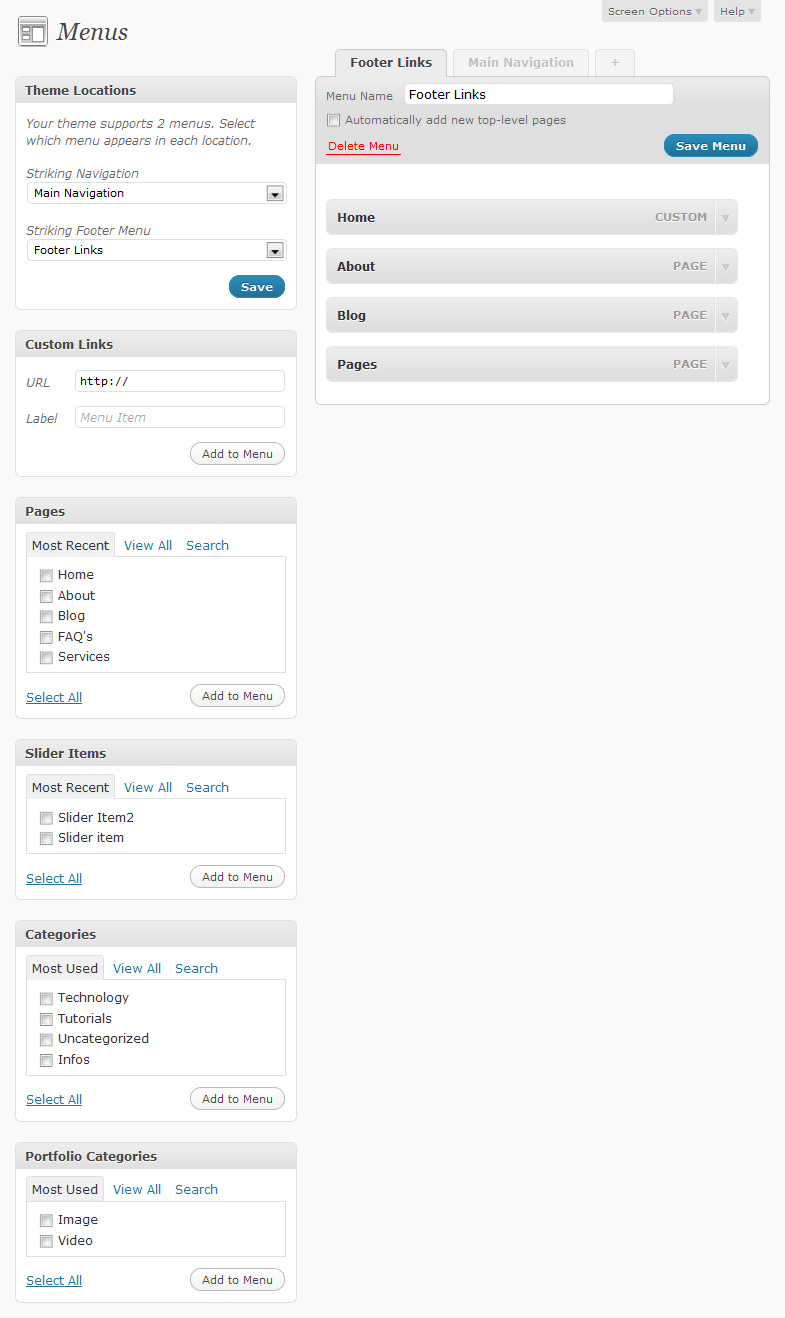 Screen Options
Help
Menus
Theme Locations
Your theme supports 2 menus. Select
which menu appears in each location.
Striking Navigation
Main Navigation
Striking Footer Menu
Footer Links
Save
Custom Links
URL http://
Label Menu Item
Add to Menu
Pages
Most Recent View All Search
Home
About
Blog
FAQ's
Services
Select All Add to Menu
Slider Items
Most Recent View All Search
Slider Item2
Slider item
Select All Add to Menu
Categories
Most Used View All Search
Technology
Tutorials
Uncategorized
Infos
Select All Add to Menu
Portfolio Categories
Most Used View All Search
Image
Video
Select All Add to Menu
Footer Links Main Navigation +
Menu Name Footer Links
Automatically add new top-level pages
Delete Menu Save Menu
Home CUSTOM
About PAGE
Blog PAGE
Pages PAGE